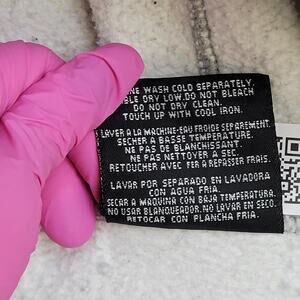 NE WASH COLD SEPARATELY.
BLE DRY LOW. DO NOT BLEACH
DO NOT DRY CLEAN.
TOUCH UP WITH COOL IRON.
LAVER A LA MACHINE-EAU FROIDE SEPAREMENT.
SECHER A BASSE TEMPERATURE.
NE PAS DE BLANCHISSANT.
NE PAS NETTOYER A SEC.
RETOUCHER AVEC FER A REPASSER FRAIS.
LAVAR POR SEPARADO EN LAVADORA
CON AGUA FRIA.
SECAR A MAQUINA CON BAJA TEMPERATURA.
NO USAR BLANQUEADOR. NO LAVAR EN SECO.
RETOCAR CON PLANCHA FRIA.